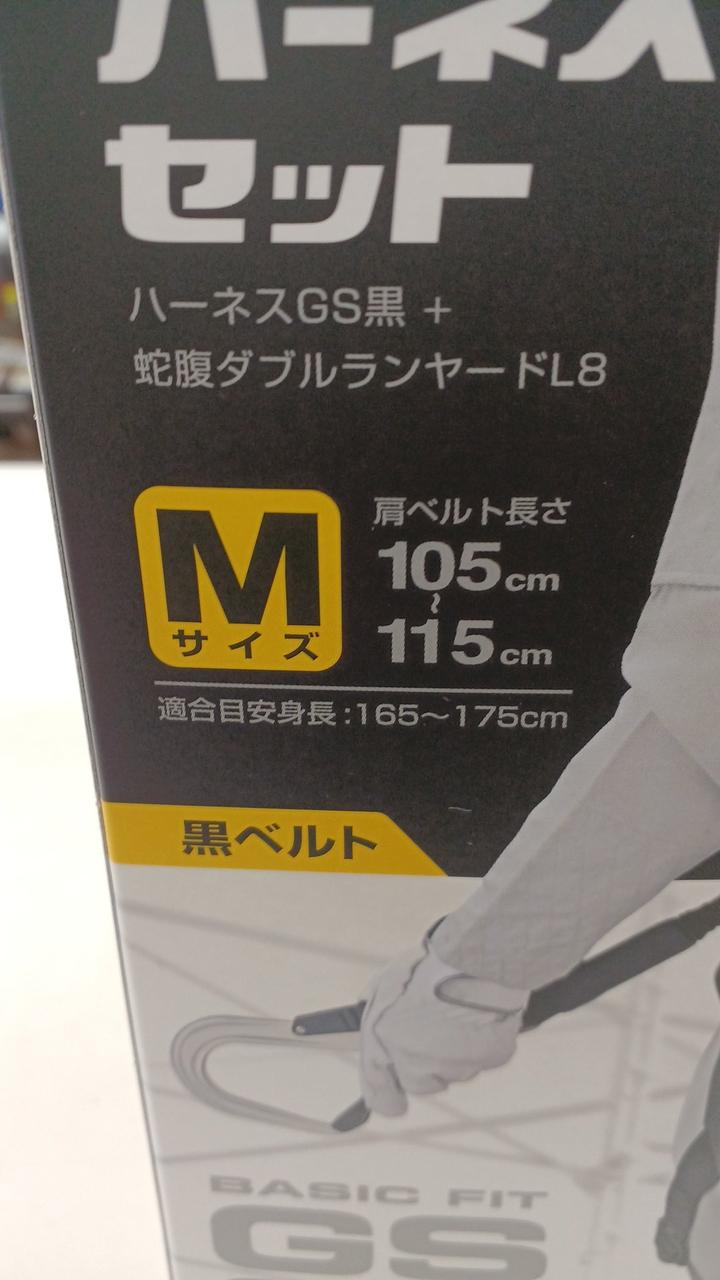 ハーネス
セット
ハーネスGS黒 +
蛇腹ダブルランヤードL8
M
サイズ
肩ベルト長さ
105cm
~
115cm
適合目安身長:165~175cm
黒ベルト
BASIC FIT
GS